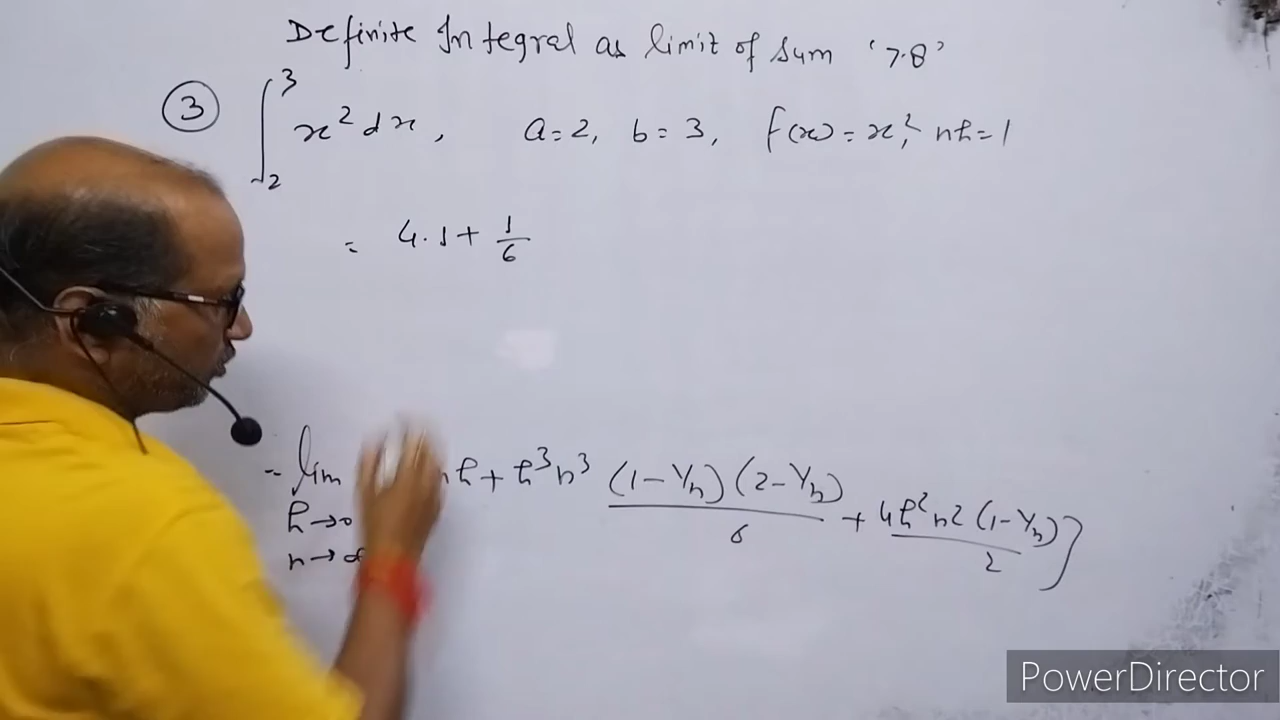 Definite Integral as limit of sum '7.8'
③ ∫₂³ x² dx, a=2, b=3, f(x)=x², nh=1
= 4.1 + 1/6
= lim h→0 n→∞ nh + h³n³ (1-1/n)(2-1/n)/6 + 4h²n2(1-1/n)/2}
PowerDirector